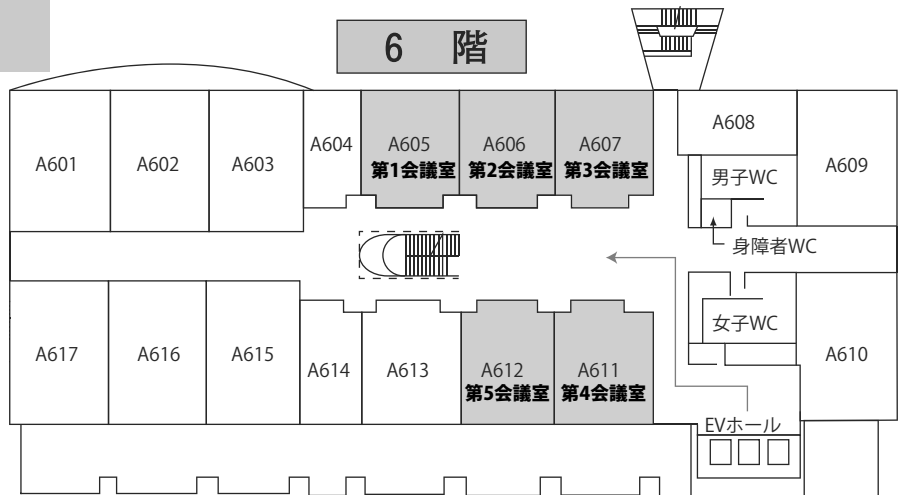 6 階
A601
A602
A603
A604
A605
第1会議室
A606
第2会議室
A607
第3会議室
A608
男子WC
A609
身障者WC
女子WC
A617
A616
A615
A614
A613
A612
第5会議室
A611
第4会議室
A610
EVホール